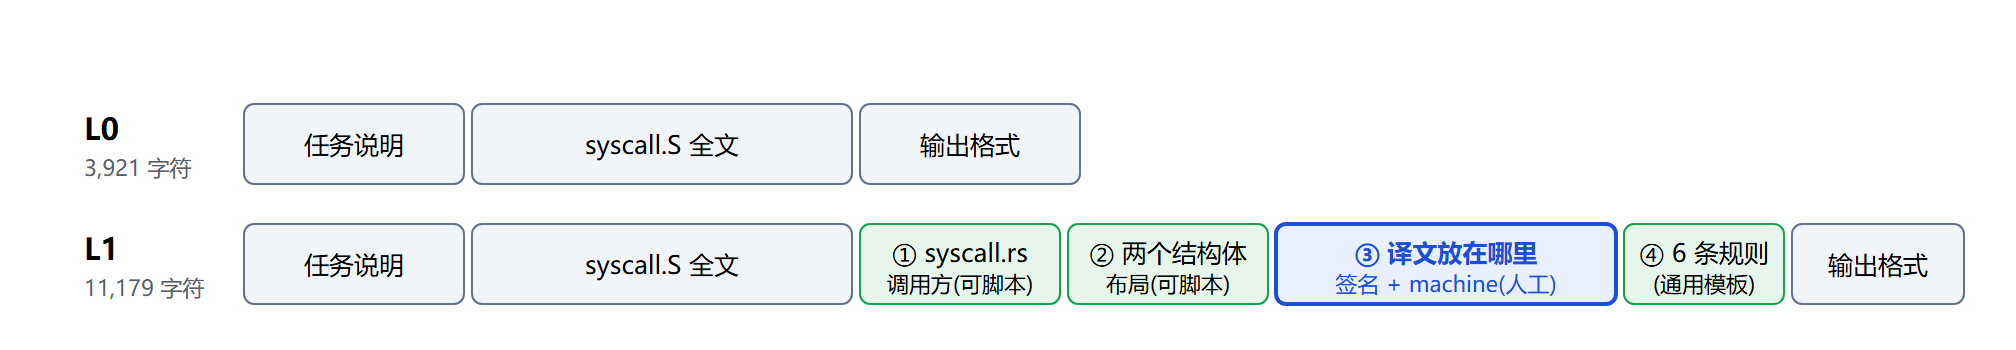 L0
3,921 字符
任务说明
syscall.S 全文
输出格式
L1
11,179 字符
任务说明
syscall.S 全文
① syscall.rs
调用方(可脚本)
② 两个结构体
布局(可脚本)
③ 译文放在哪里
签名 + machine(人工)
④ 6 条规则
(通用模板)
输出格式